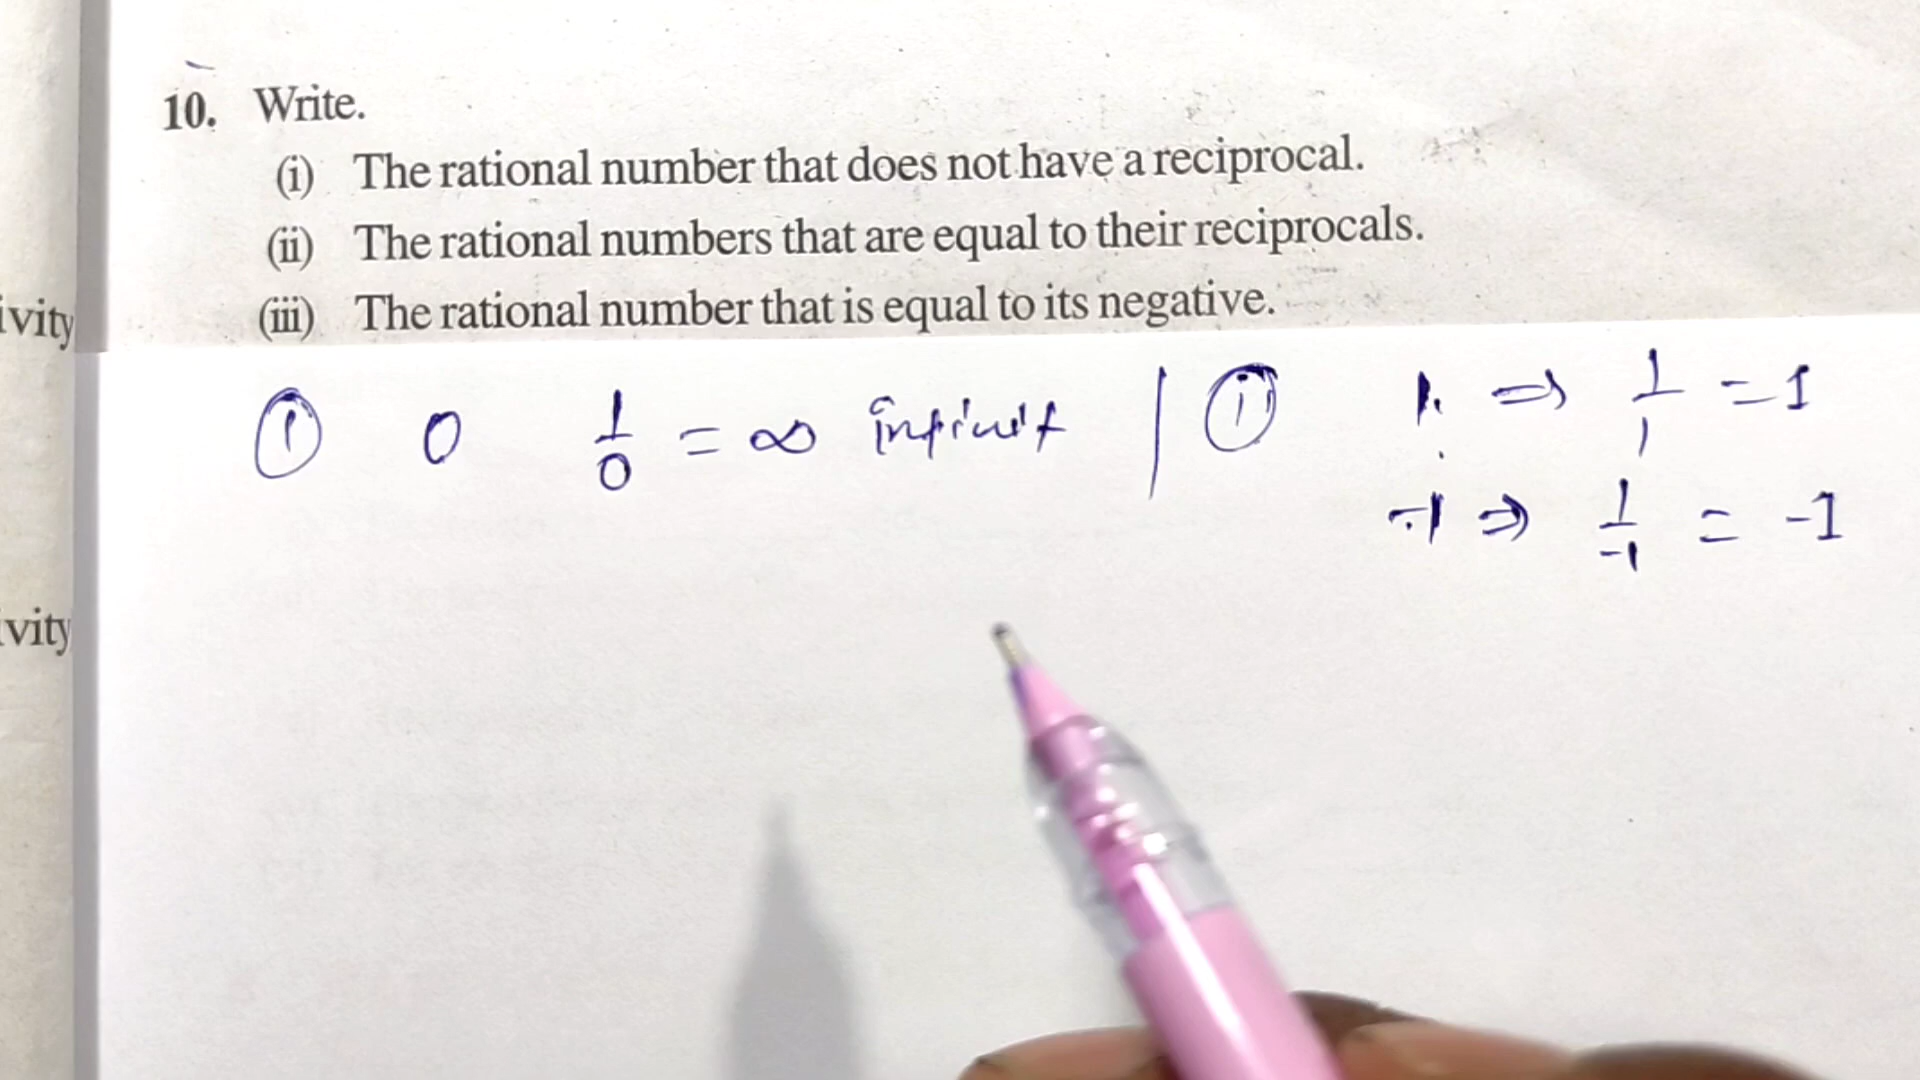 10. Write.
(i) The rational number that does not have a reciprocal.
(ii) The rational numbers that are equal to their reciprocals.
(iii) The rational number that is equal to its negative.
ivity
vity
(i) 0 1/0 = ∞ infinit | (ii) 1. ⇒ 1/1 = 1
-1 ⇒ 1/-1 = -1